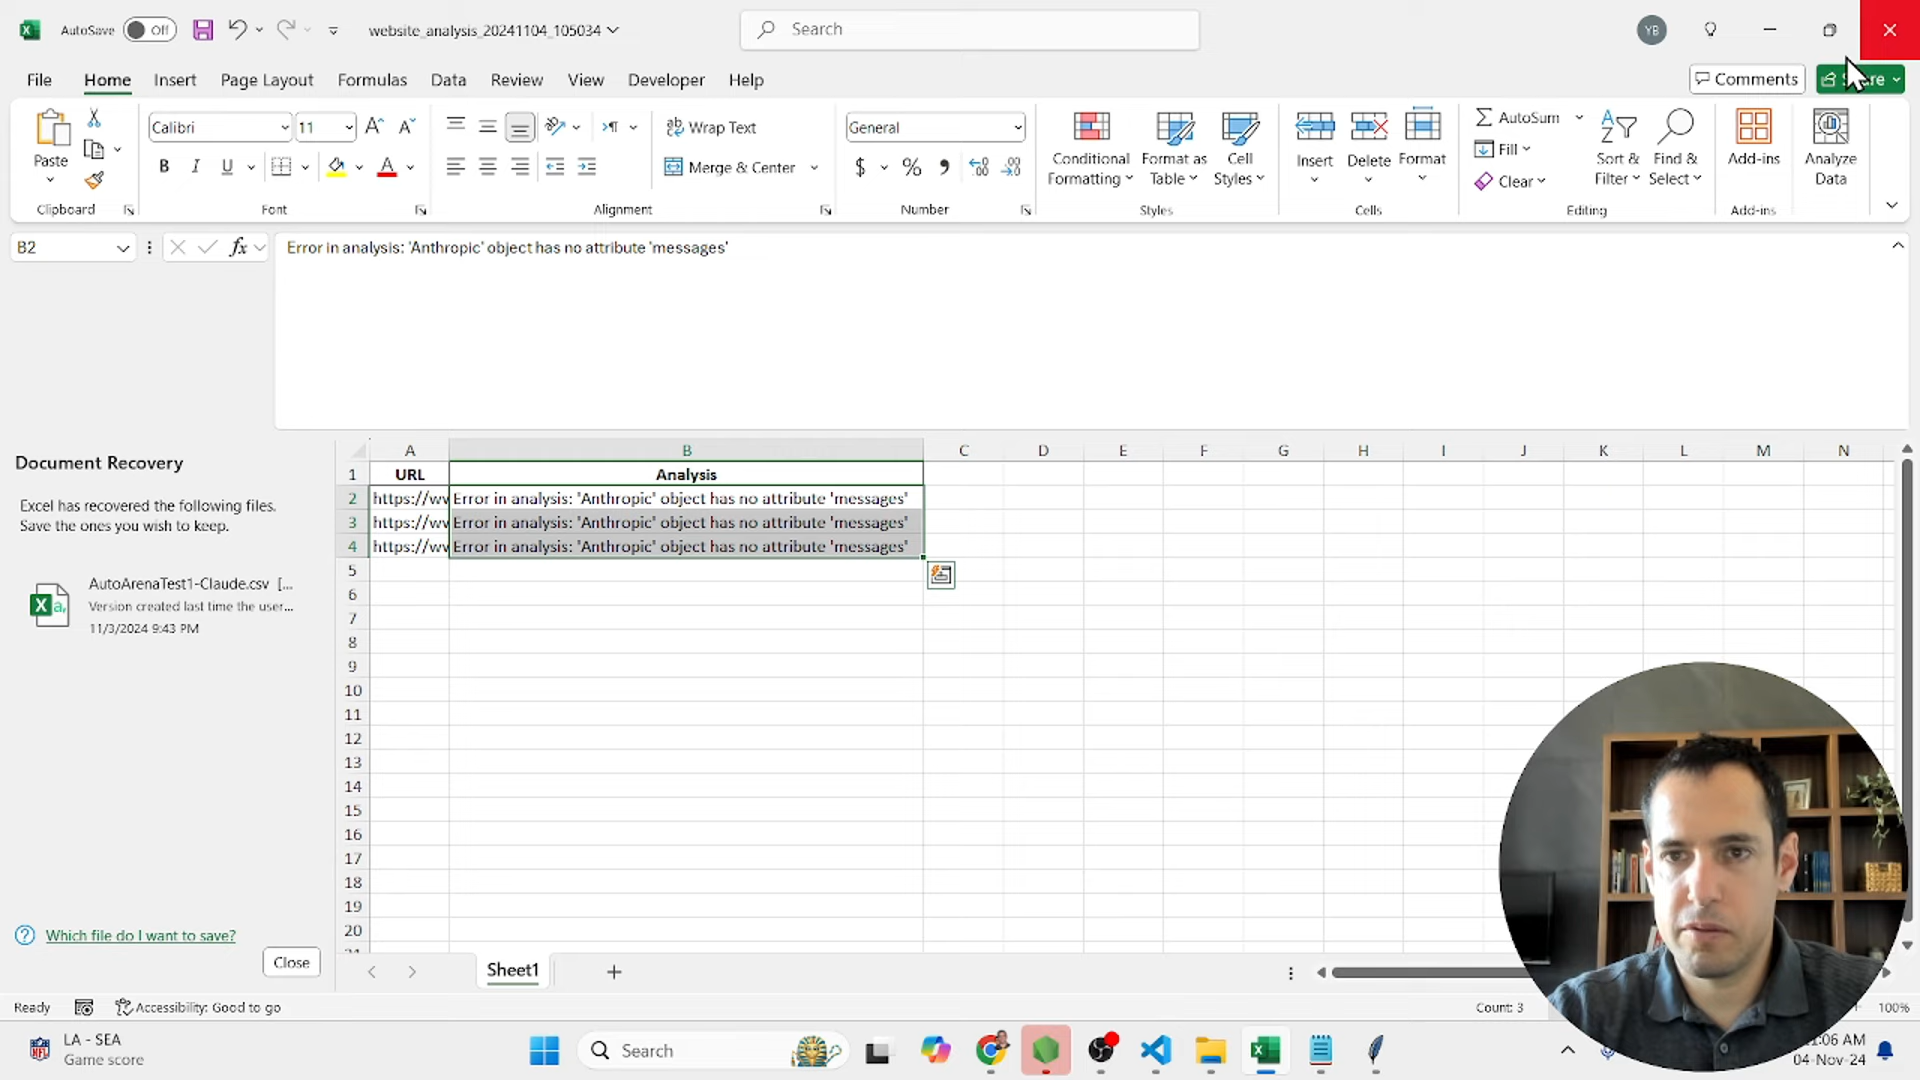 AutoSave Off website_analysis_20241104_105034 Search YB
File Home Insert Page Layout Formulas Data Review View Developer Help Comments
Paste Calibri 11 Wrap Text General Conditional Formatting Format as Table Cell Styles Insert Delete Format AutoSum Sort & Filter Find & Select Add-ins Analyze Data
B I U A Merge & Center $ % Fill
Clear
Clipboard Font Alignment Number Styles Cells Editing Add-ins
B2 fx Error in analysis: 'Anthropic' object has no attribute 'messages'
Document Recovery
Excel has recovered the following files.
Save the ones you wish to keep.
AutoArenaTest1-Claude.csv [...
Version created last time the user...
11/3/2024 9:43 PM
Which file do I want to save?
Close
A B C D E F G H I J K L M N
1 URL Analysis
2 https://wv Error in analysis: 'Anthropic' object has no attribute 'messages'
3 https://wv Error in analysis: 'Anthropic' object has no attribute 'messages'
4 https://wv Error in analysis: 'Anthropic' object has no attribute 'messages'
5
6
7
8
9
10
11
12
13
14
15
16
17
18
19
20
Sheet1
Ready Accessibility: Good to go Count: 3 100%
LA - SEA
Game score
Search
:06 AM
04-Nov-24